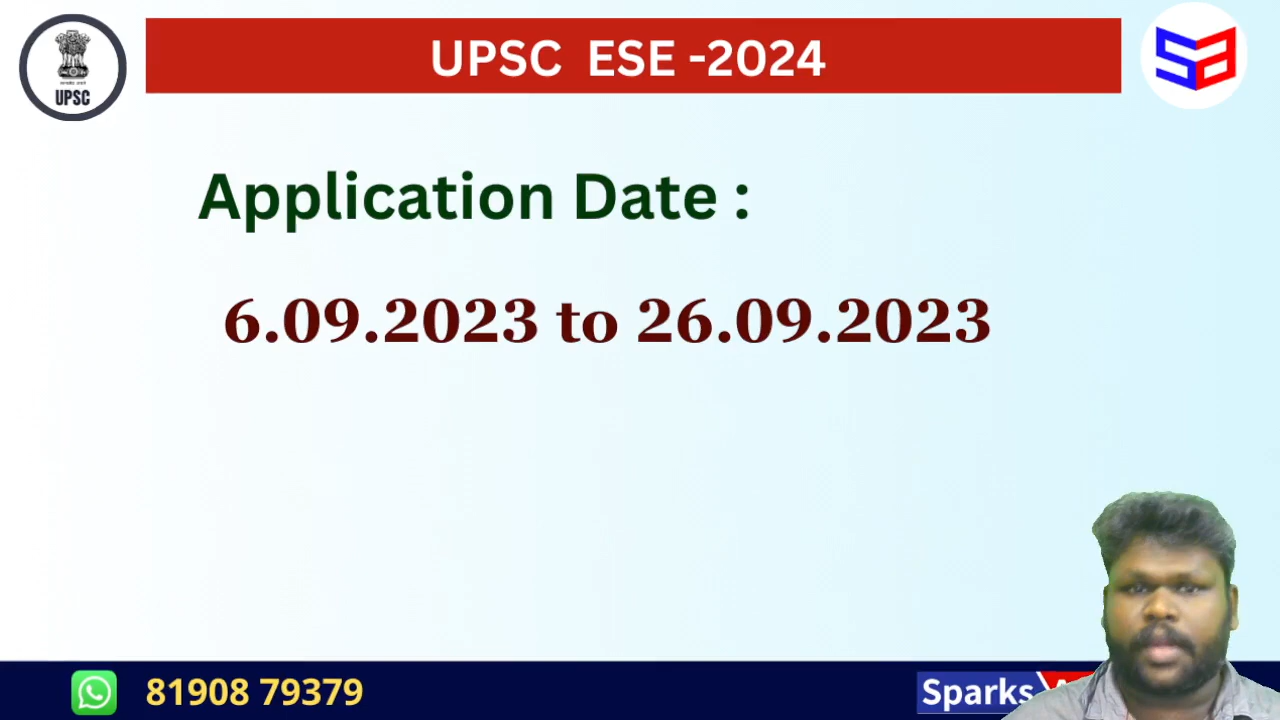 UPSC ESE -2024
UPSC
Application Date :
6.09.2023 to 26.09.2023
81908 79379
Sparks